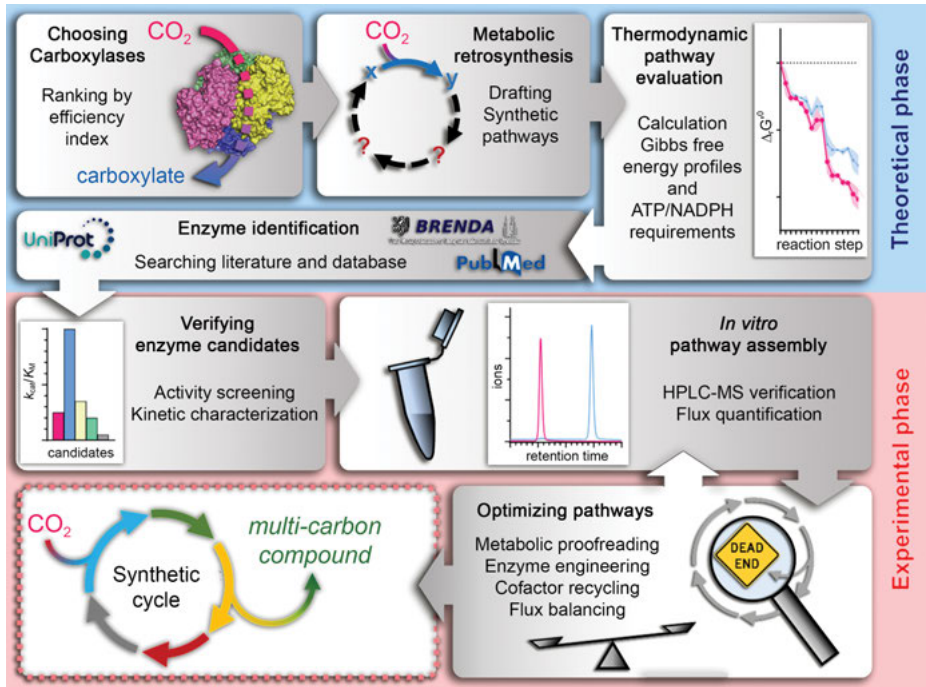 Choosing
Carboxylases
CO2
Ranking by
efficiency
index
carboxylate
Metabolic
retrosynthesis
CO2
x
y
?
?
Drafting
Synthetic
pathways
Thermodynamic
pathway
evaluation
Calculation
Gibbs free
energy profiles
and
ATP/NADPH
requirements
ΔrG'0
reaction step
Theoretical phase
UniProt
Enzyme identification
BRENDA
Searching literature and database
PubMed
Verifying
enzyme candidates
kcat/KM
candidates
Activity screening
Kinetic characterization
ions
retention time
In vitro
pathway assembly
HPLC-MS verification
Flux quantification
Experimental phase
CO2
Synthetic
cycle
multi-carbon
compound
Optimizing pathways
Metabolic proofreading
Enzyme engineering
Cofactor recycling
Flux balancing
DEAD
END